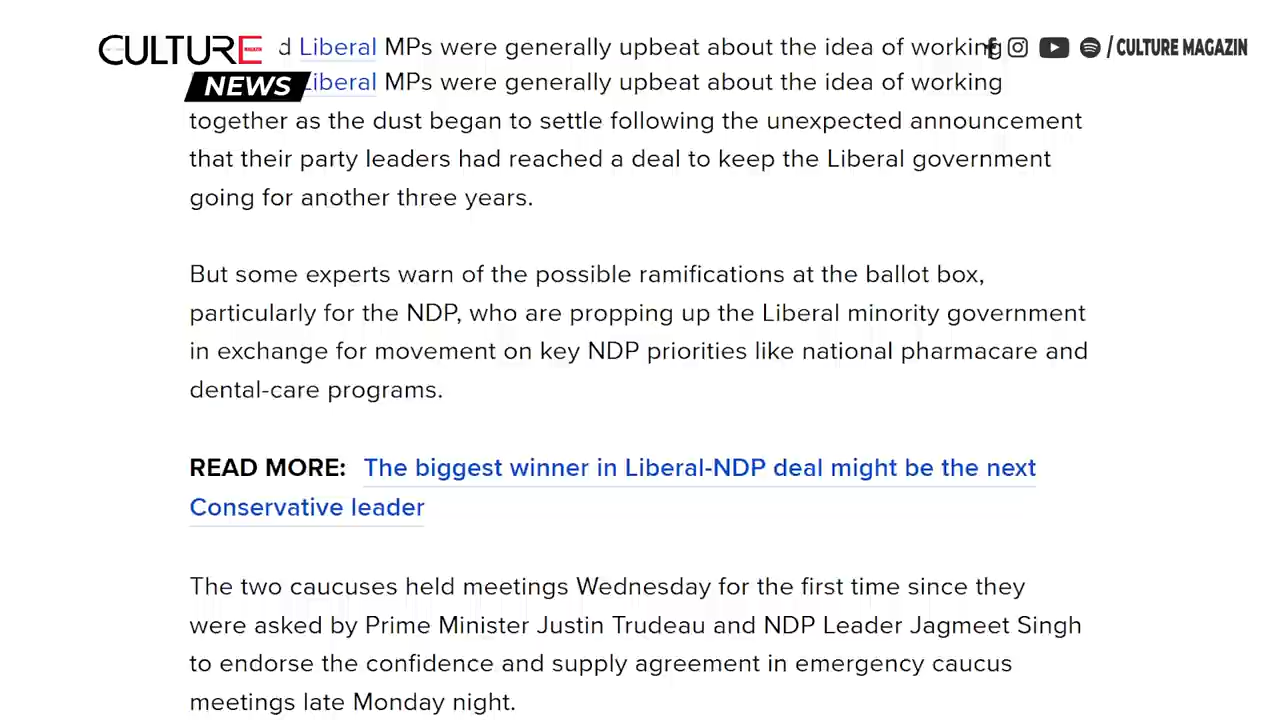 CULTURE
NEWS
/ CULTURE MAGAZIN
d Liberal MPs were generally upbeat about the idea of working
Liberal MPs were generally upbeat about the idea of working
together as the dust began to settle following the unexpected announcement
that their party leaders had reached a deal to keep the Liberal government
going for another three years.
But some experts warn of the possible ramifications at the ballot box,
particularly for the NDP, who are propping up the Liberal minority government
in exchange for movement on key NDP priorities like national pharmacare and
dental-care programs.
READ MORE: The biggest winner in Liberal-NDP deal might be the next
Conservative leader
The two caucuses held meetings Wednesday for the first time since they
were asked by Prime Minister Justin Trudeau and NDP Leader Jagmeet Singh
to endorse the confidence and supply agreement in emergency caucus
meetings late Monday night.